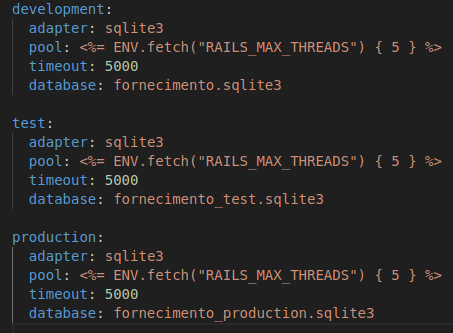 development:
  adapter: sqlite3
  pool: <%= ENV.fetch("RAILS_MAX_THREADS") { 5 } %>
  timeout: 5000
  database: fornecimento.sqlite3

test:
  adapter: sqlite3
  pool: <%= ENV.fetch("RAILS_MAX_THREADS") { 5 } %>
  timeout: 5000
  database: fornecimento_test.sqlite3

production:
  adapter: sqlite3
  pool: <%= ENV.fetch("RAILS_MAX_THREADS") { 5 } %>
  timeout: 5000
  database: fornecimento_production.sqlite3